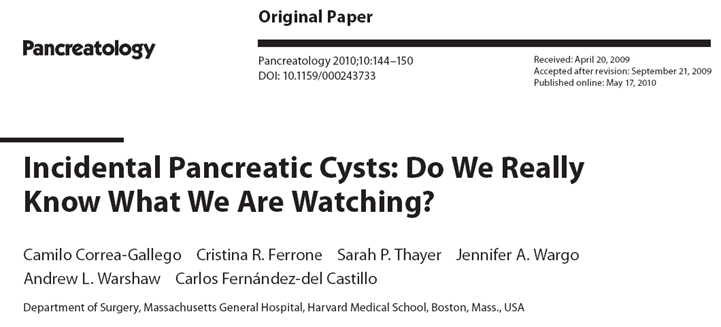 Original Paper
Pancreatology
Pancreatology 2010;10:144–150
DOI: 10.1159/000243733
Received: April 20, 2009
Accepted after revision: September 21, 2009
Published online: May 17, 2010
Incidental Pancreatic Cysts: Do We Really
Know What We Are Watching?
Camilo Correa-Gallego Cristina R. Ferrone Sarah P. Thayer Jennifer A. Wargo
Andrew L. Warshaw Carlos Fernández-del Castillo
Department of Surgery, Massachusetts General Hospital, Harvard Medical School, Boston, Mass., USA